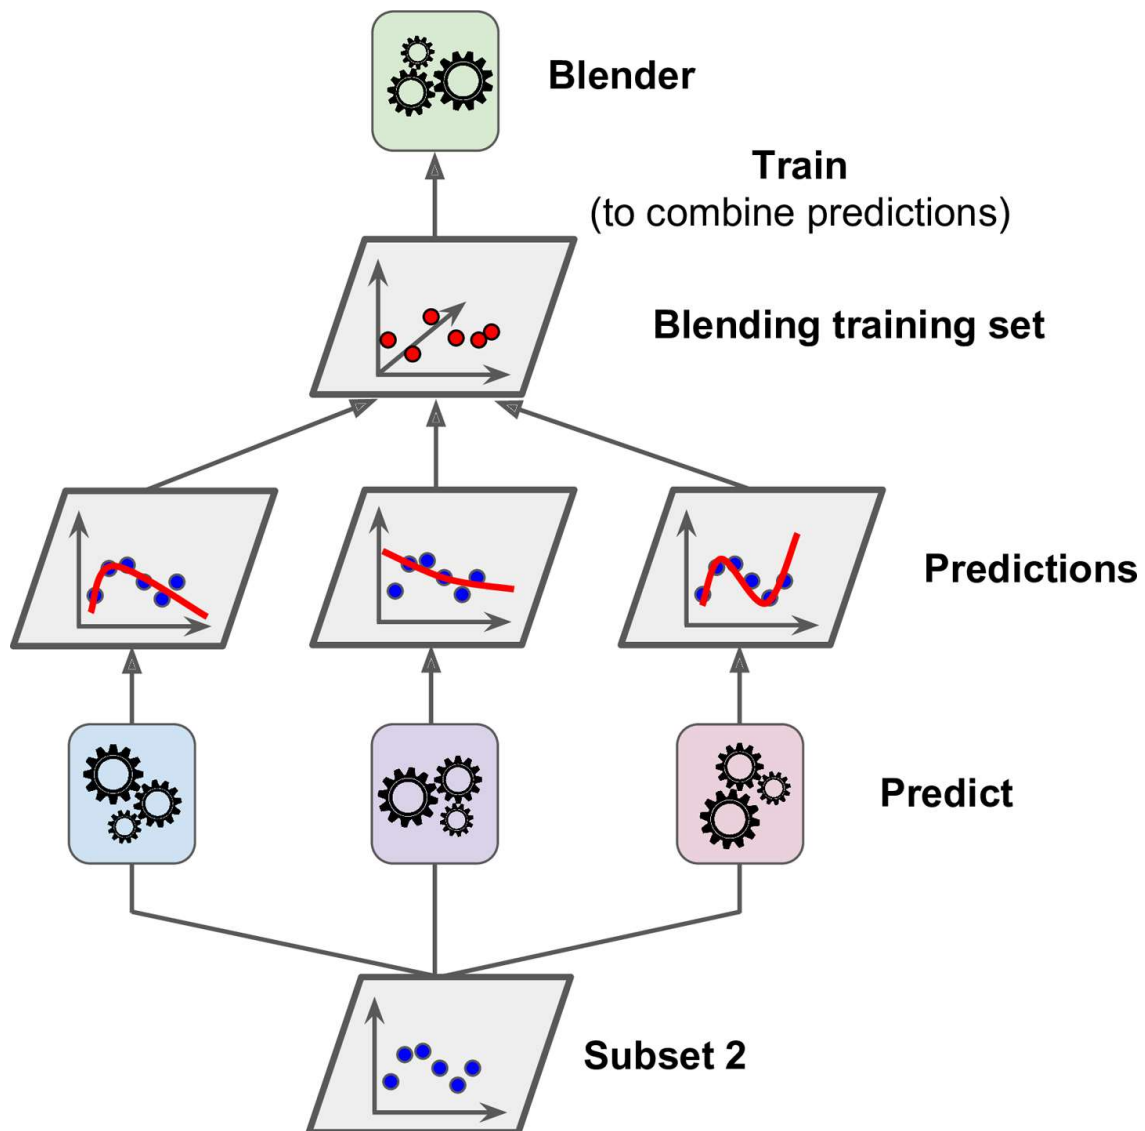 Blender
Train
(to combine predictions)
Blending training set
Predictions
Predict
Subset 2